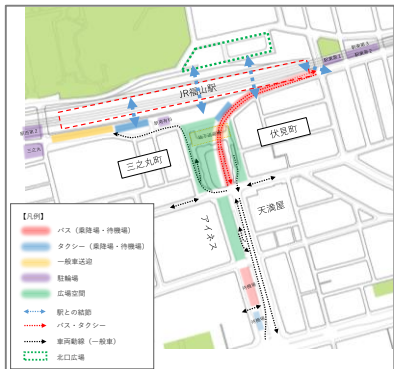 JR福山駅
伏見町
三之丸町
天満屋
アイネス
【凡例】
バス（乗降場・待機場）
タクシー（乗降場・待機場）
一般車送迎
駐輪場
広場空間
駅との結節
バス・タクシー
車両動線（一般車）
北口広場